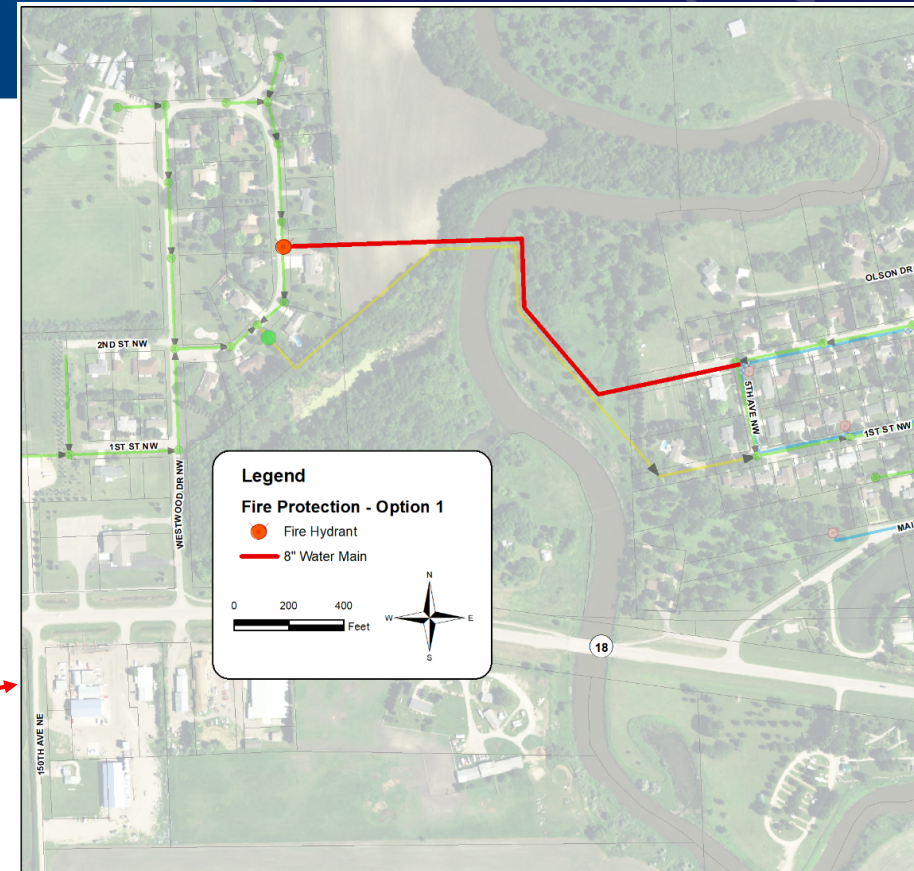 OLSON DR
2ND ST NW
5TH AVE NW
1ST ST NW
1ST ST NW
WESTWOOD DR NW
MAI
Legend
Fire Protection - Option 1
Fire Hydrant
8" Water Main
0 200 400
Feet
N
W E
S
18
150TH AVE NE